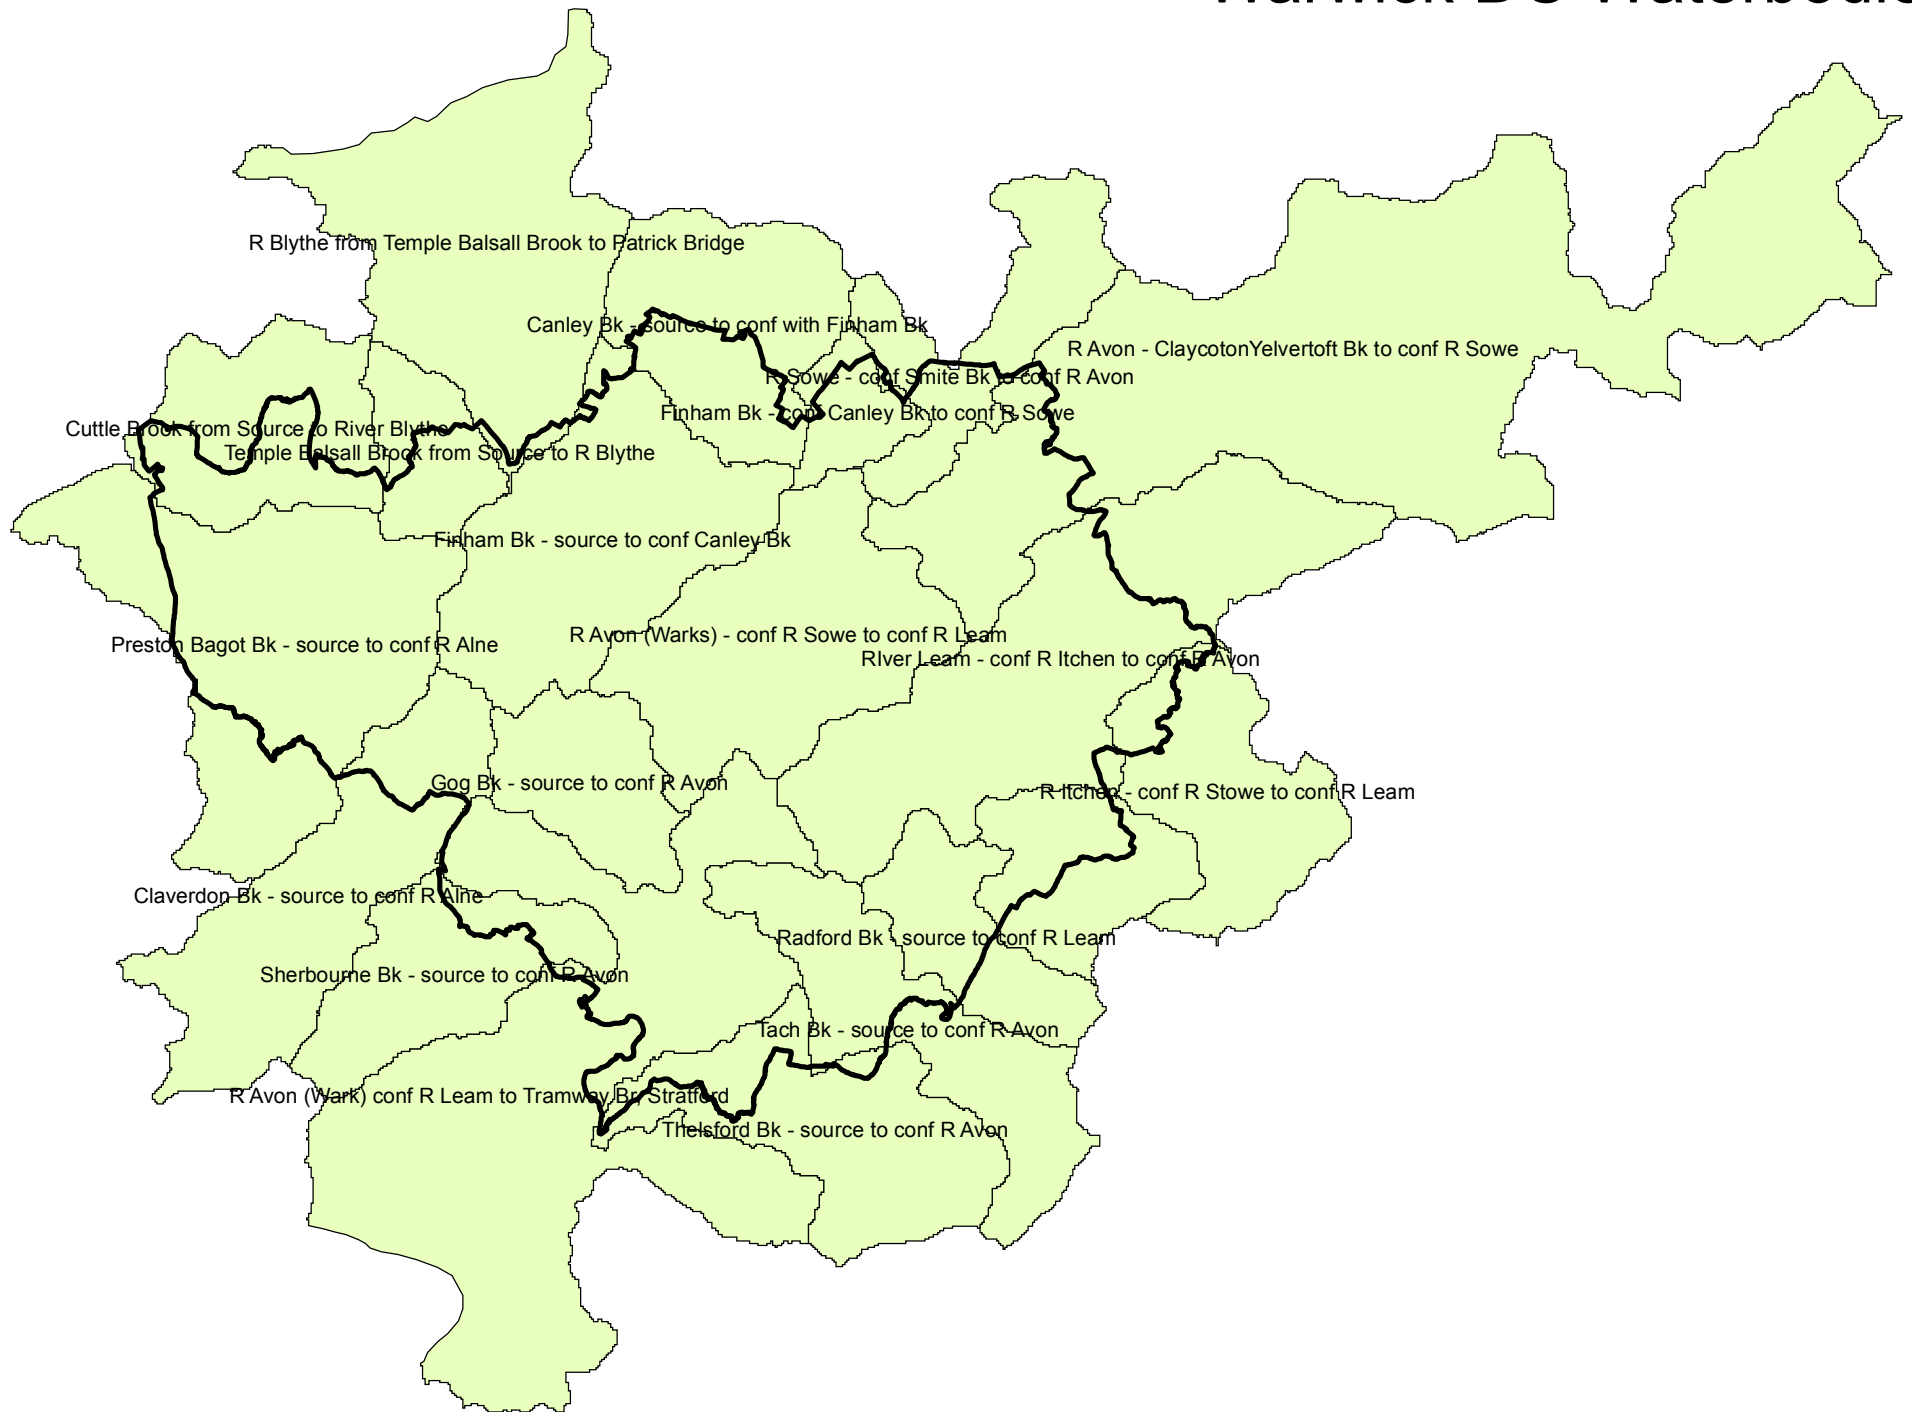 Warwick DC Waterbodies
R Blythe from Temple Balsall Brook to Patrick Bridge
Canley Bk - source to conf with Finham Bk
R Avon - ClaycotonYelvertoft Bk to conf R Sowe
R Sowe - conf Smite Bk to conf R Avon
Finham Bk - conf Canley Bk to conf R Sowe
Cuttle Brook from Source to River Blythe
Temple Balsall Brook from Source to R Blythe
Finham Bk - source to conf Canley Bk
R Avon (Warks) - conf R Sowe to conf R Leam
Preston Bagot Bk - source to conf R Alne
RIver Leam - conf R Itchen to conf R Avon
Gog Bk - source to conf R Avon
R Itchen - conf R Stowe to conf R Leam
Claverdon Bk - source to conf R Alne
Radford Bk - source to conf R Leam
Sherbourne Bk - source to conf R Avon
Tach Bk - source to conf R Avon
R Avon (Wark) conf R Leam to Tramway Br, Stratford
Thelsford Bk - source to conf R Avon